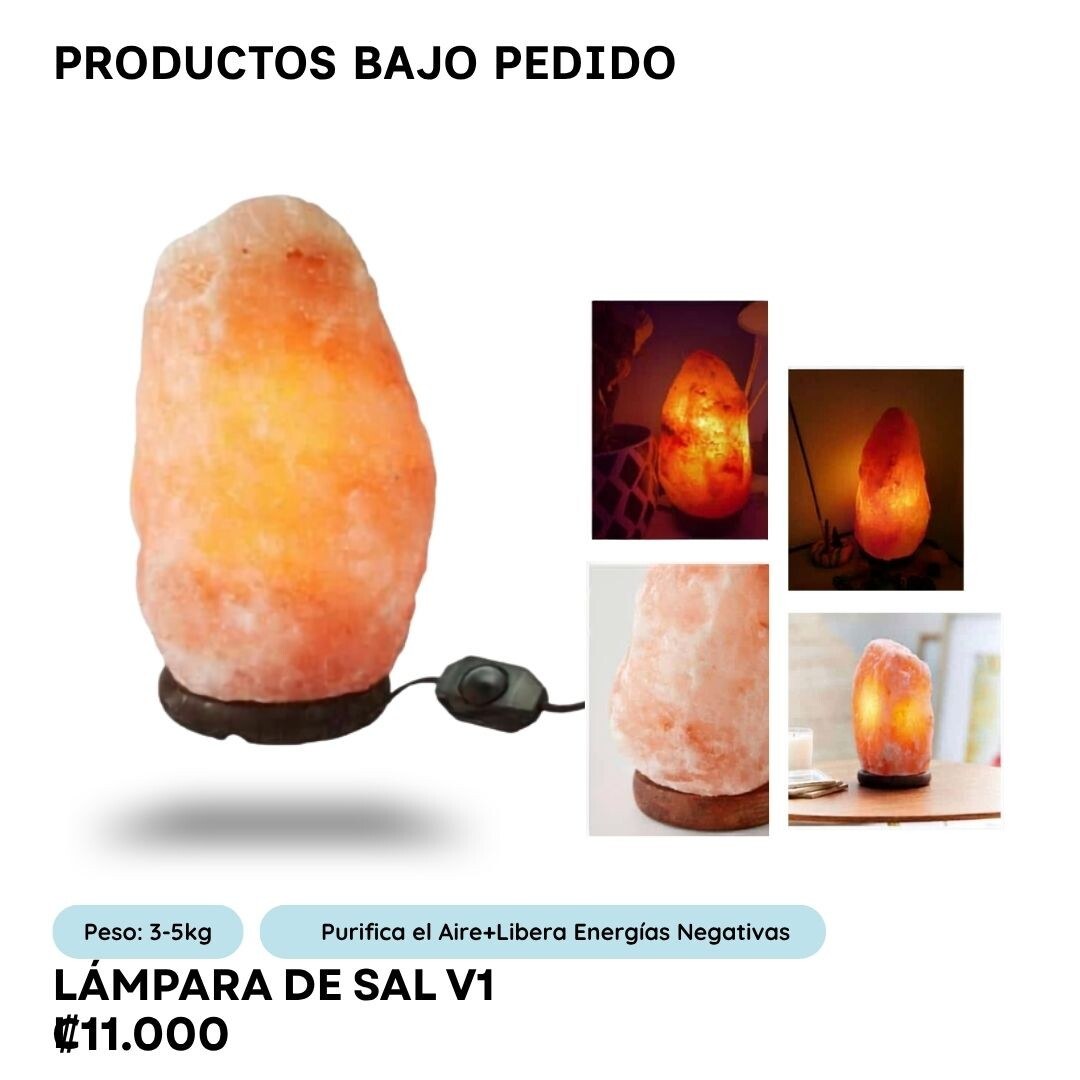 PRODUCTOS BAJO PEDIDO
Peso: 3-5kg
Purifica el Aire+Libera Energías Negativas
LÁMPARA DE SAL V1
₡11.000